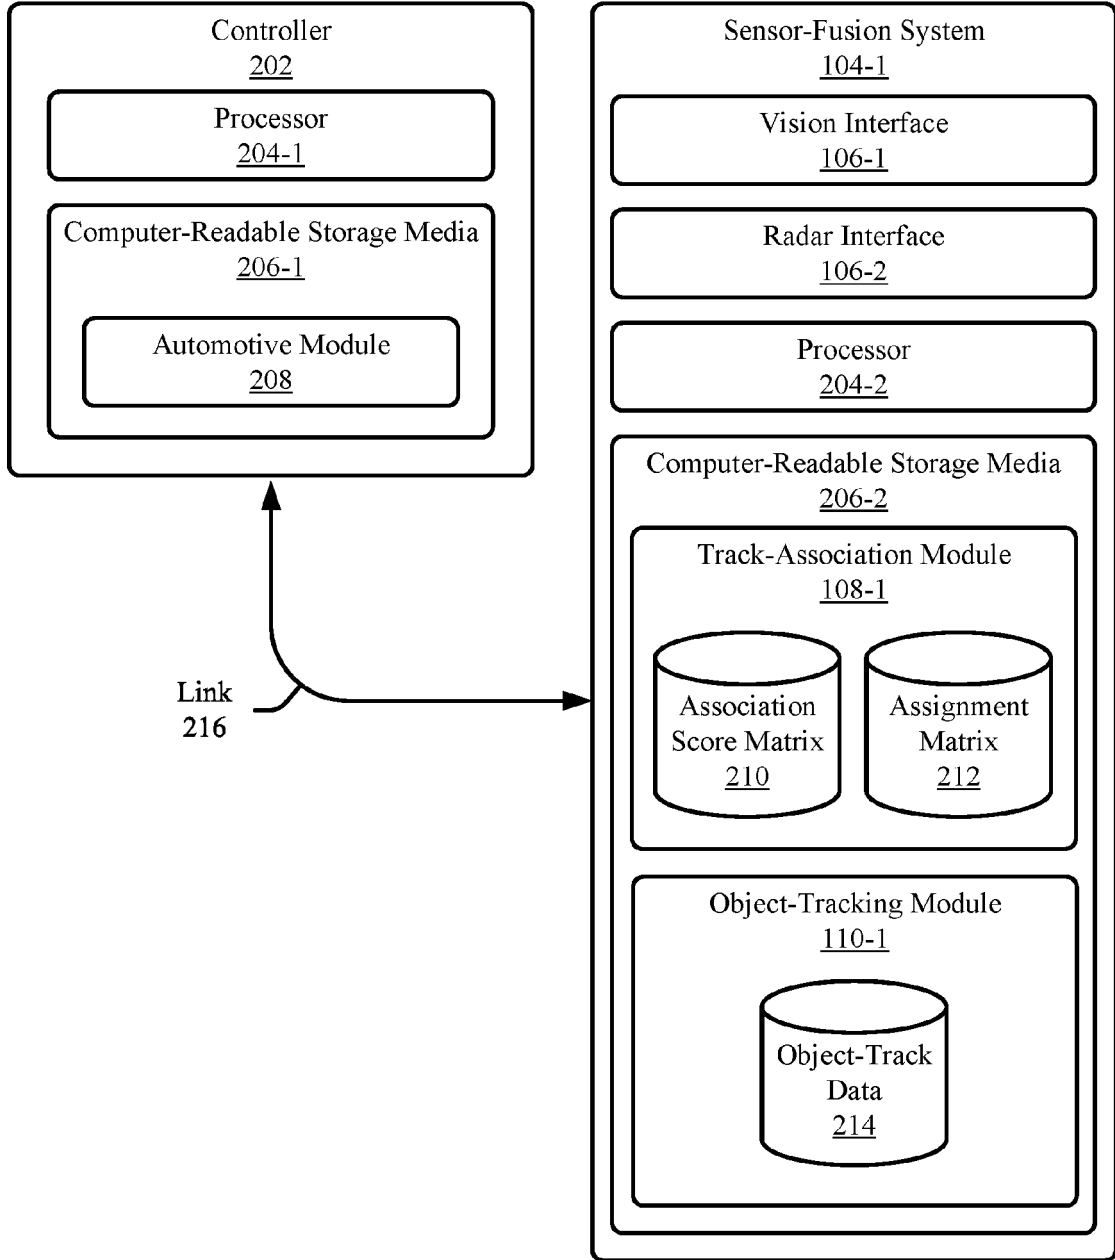 Controller
202
Processor
204-1
Computer-Readable Storage Media
206-1
Automotive Module
208
Link
216
Sensor-Fusion System
104-1
Vision Interface
106-1
Radar Interface
106-2
Processor
204-2
Computer-Readable Storage Media
206-2
Track-Association Module
108-1
Association
Score Matrix
210
Assignment
Matrix
212
Object-Tracking Module
110-1
Object-Track
Data
214